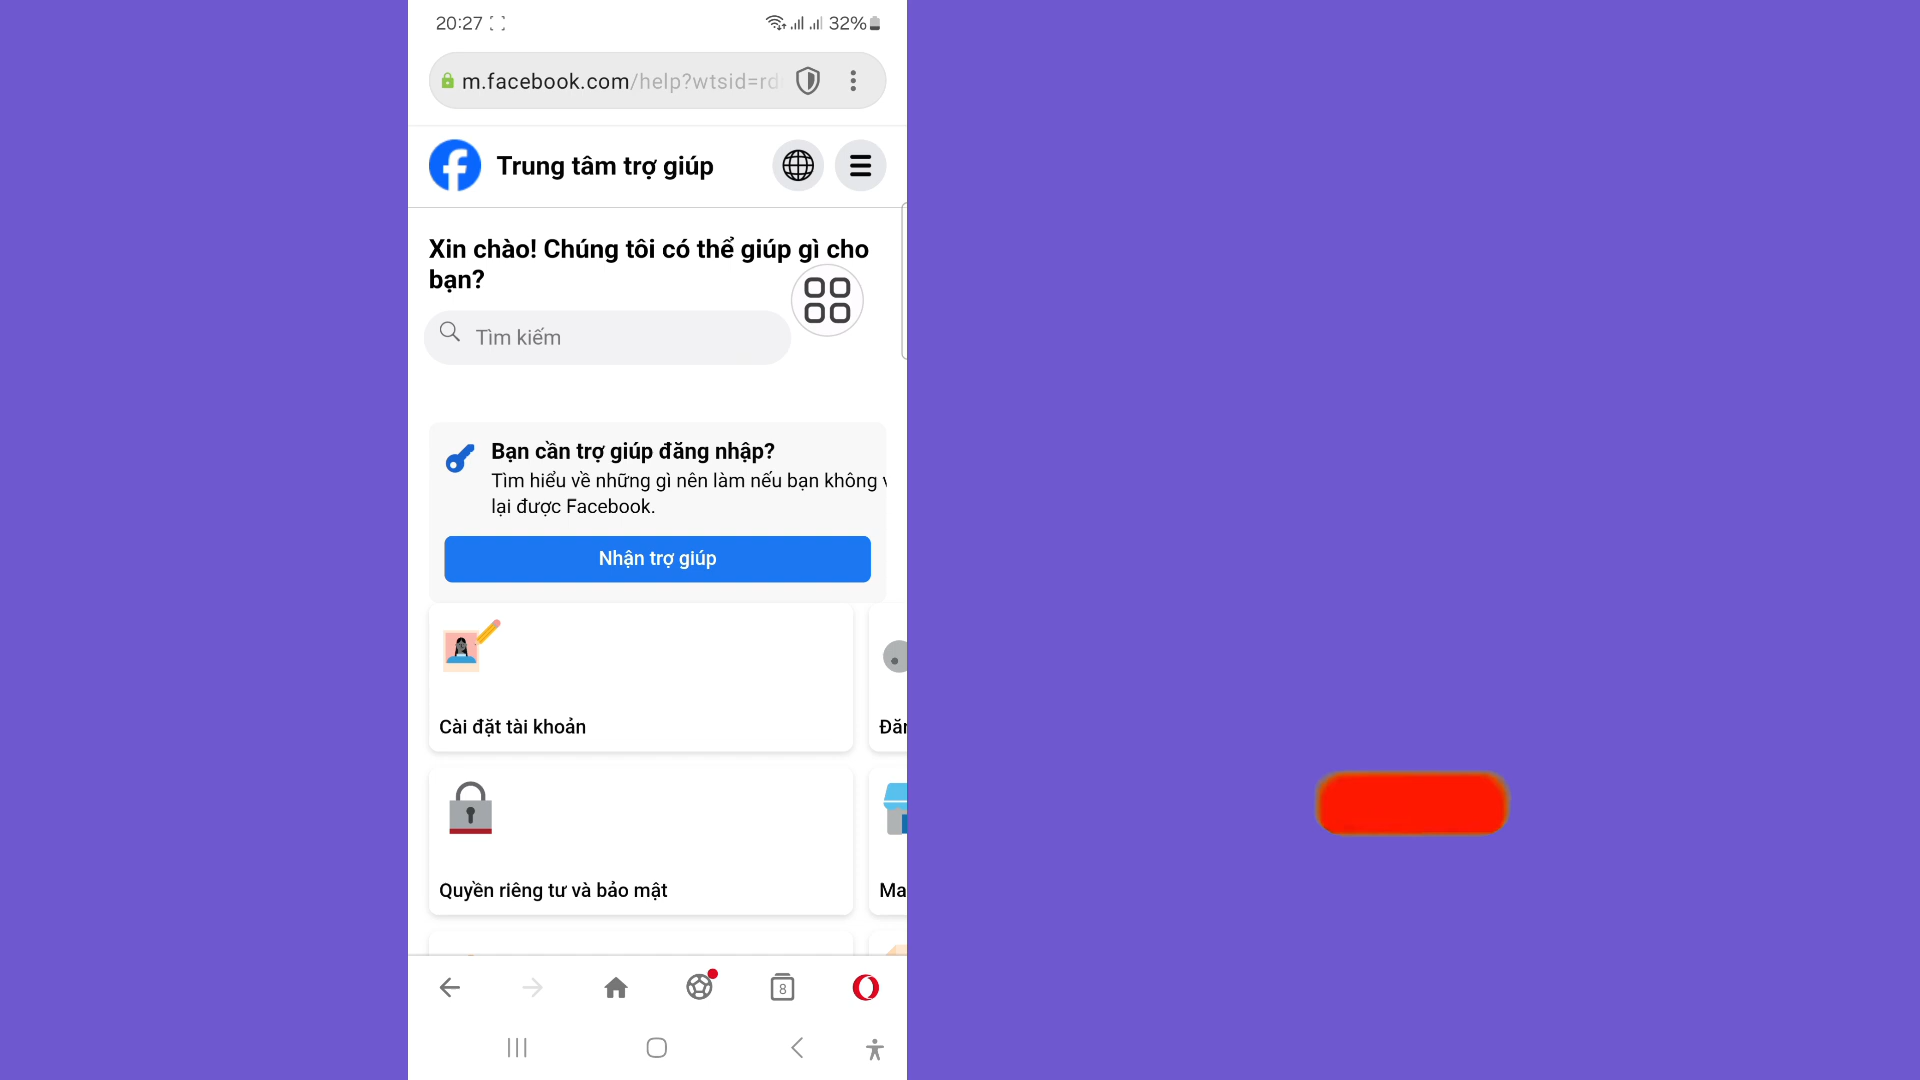 20:27
32%
m.facebook.com/help?wtsid=rd
Trung tâm trợ giúp
Xin chào! Chúng tôi có thể giúp gì cho
bạn?
Tìm kiếm
Bạn cần trợ giúp đăng nhập?
Tìm hiểu về những gì nên làm nếu bạn không
lại được Facebook.
Nhận trợ giúp
Cài đặt tài khoản
Quyền riêng tư và bảo mật
Ma
8